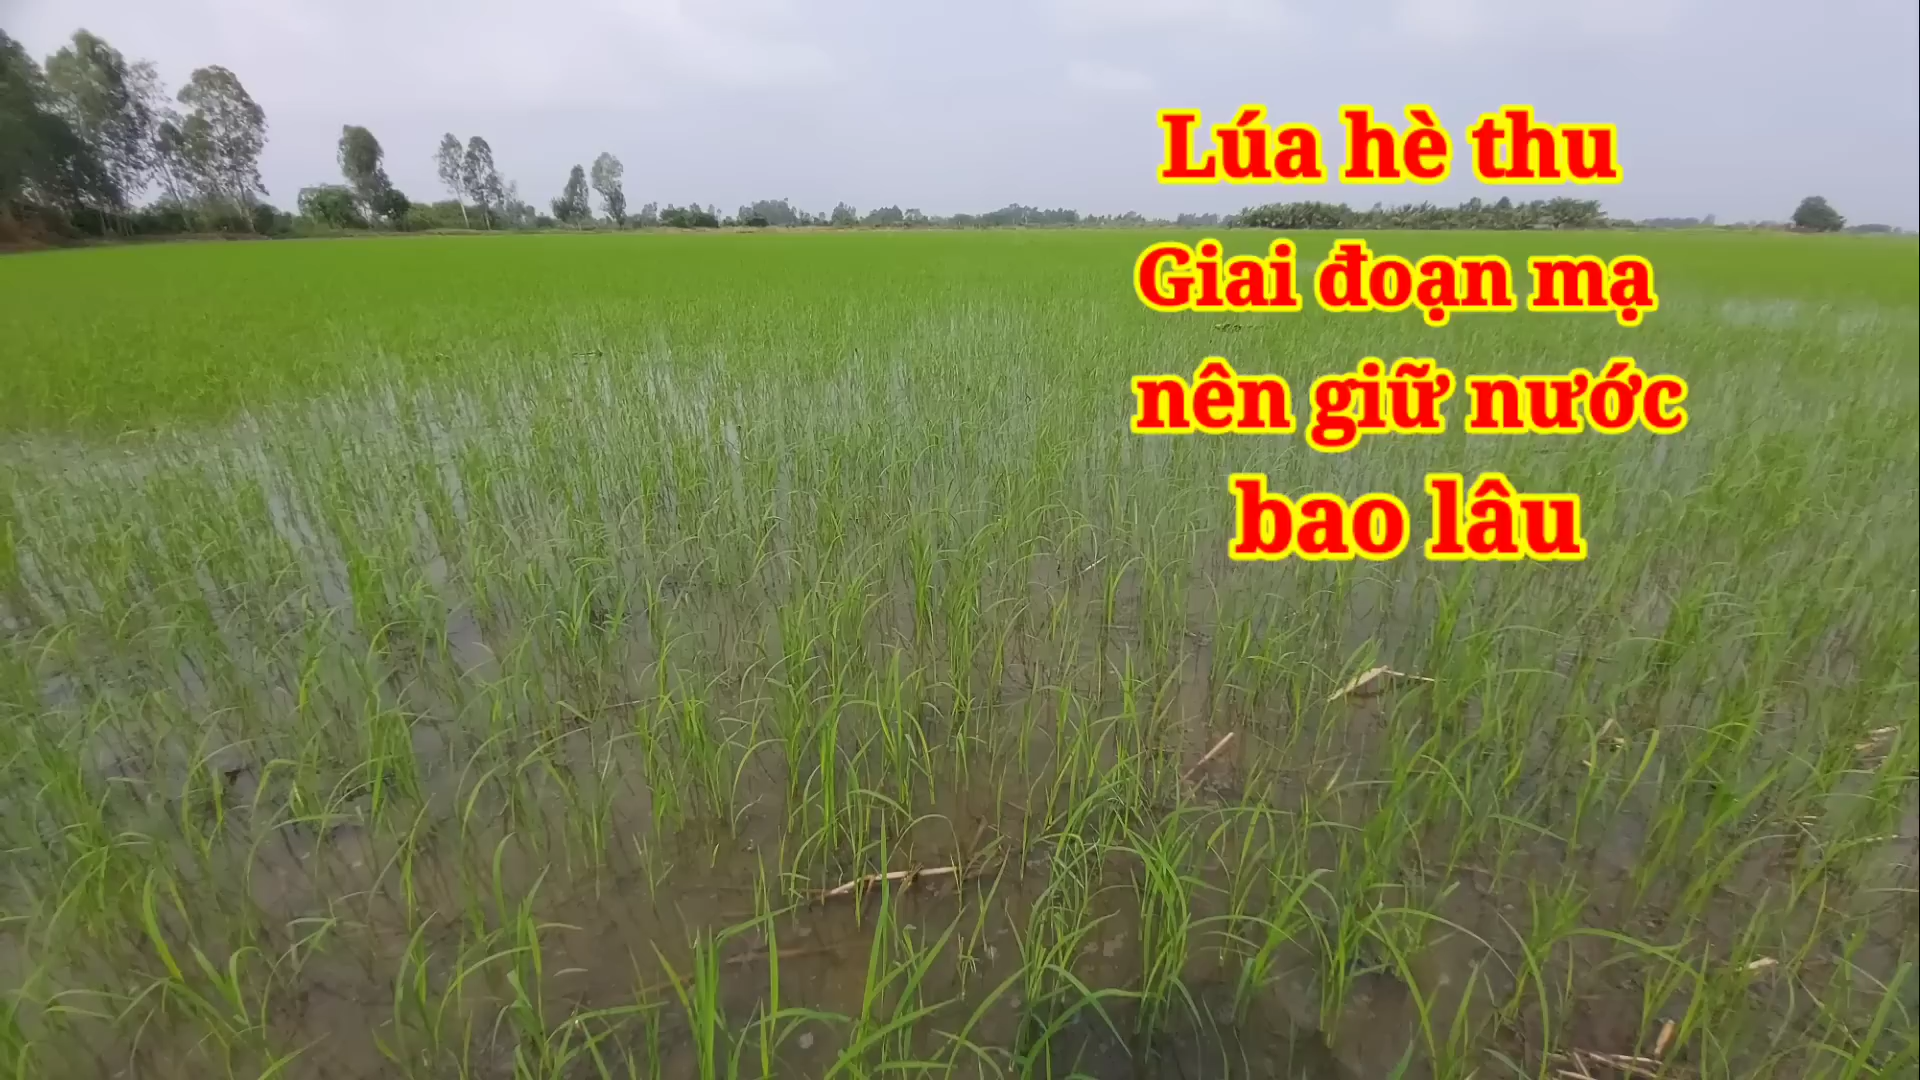 Lúa hè thu
Giai đoạn mạ
nên giữ nước
bao lâu